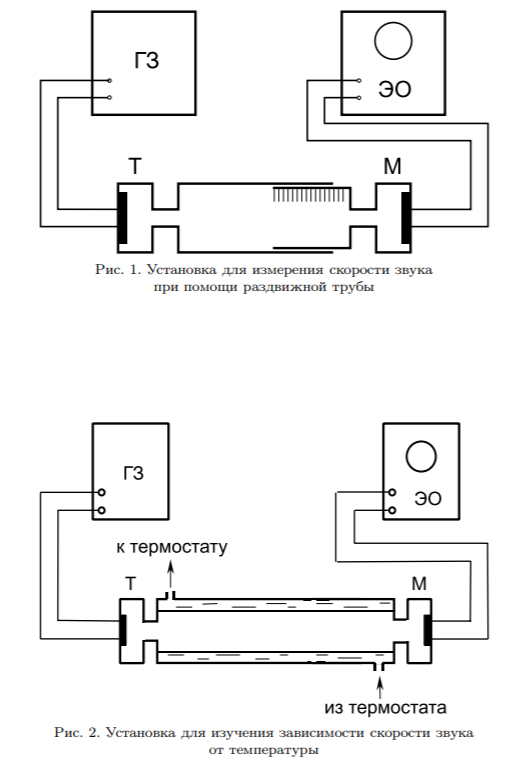 ГЗ
ЭО
Т
М
Рис. 1. Установка для измерения скорости звука
при помощи раздвижной трубы
ГЗ
ЭО
к термостату
Т
М
из термостата
Рис. 2. Установка для изучения зависимости скорости звука
от температуры